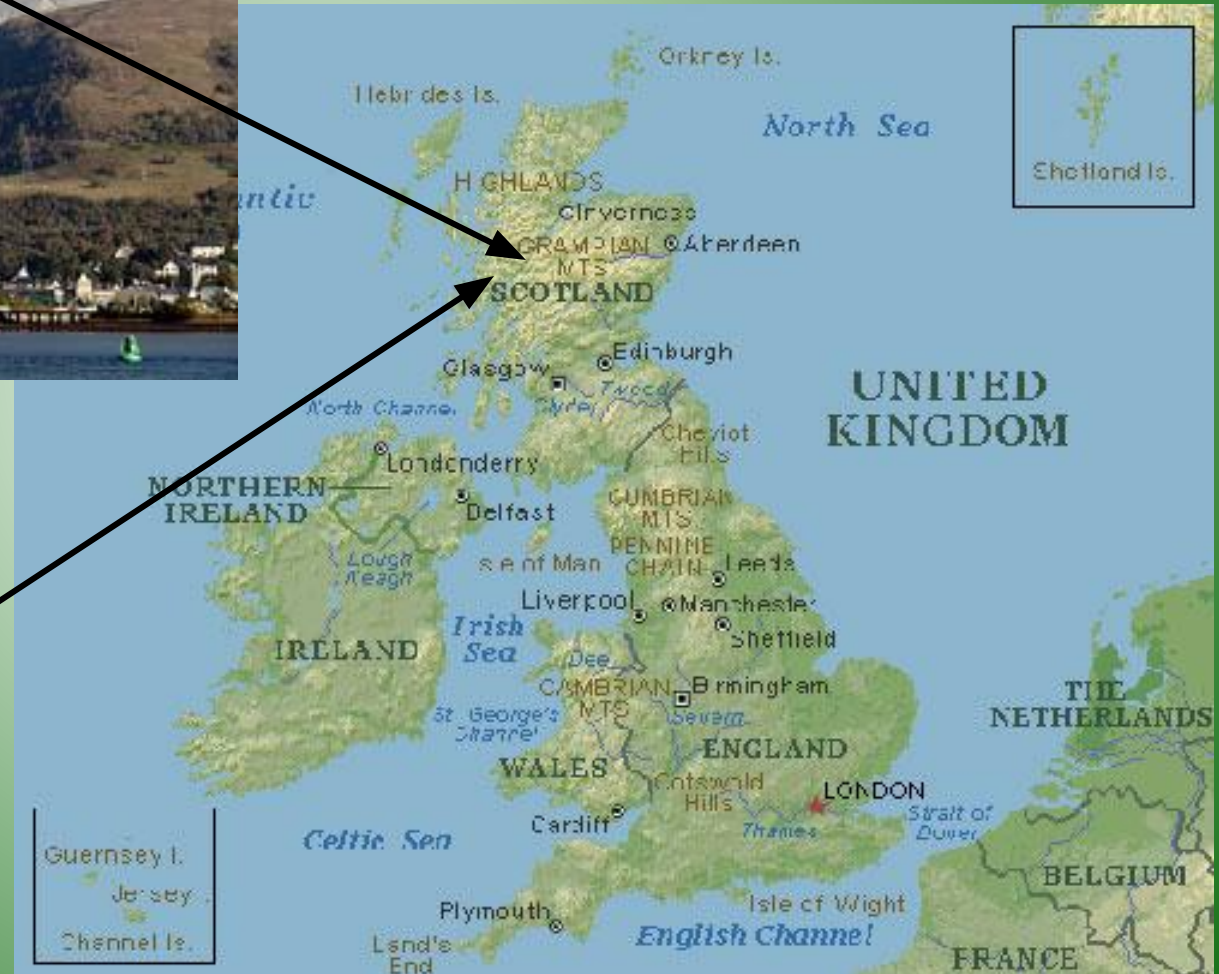 Orkney Is.
Hebrides Is.
North Sea
Shetland Is.
antic
HIGHLANDS
Inverness
GRAMPIAN
MTS
Aberdeen
SCOTLAND
Edinburgh
Glasgow
Tweed
Clyde
UNITED
KINGDOM
North Channel
Cheviot
Hills
Londonderry
NORTHERN
IRELAND
Belfast
CUMBRIAN
MTS
PENNINE
CHAIN
Leeds
Lough
Neagh
Isle of Man
Liverpool
Manchester
Irish
Sea
Sheffield
IRELAND
Dee
CAMBRIAN
MTS
Birmingham
THE
NETHERLANDS
St. George's
Channel
Severn
ENGLAND
WALES
Cotswold
Hills
LONDON
Strait of
Dover
Cardiff
Thames
Celtic Sea
Guernsey I.
Jersey
Channel Is.
BELGIUM
Plymouth
Isle of Wight
English Channel
Land's
End
FRANCE